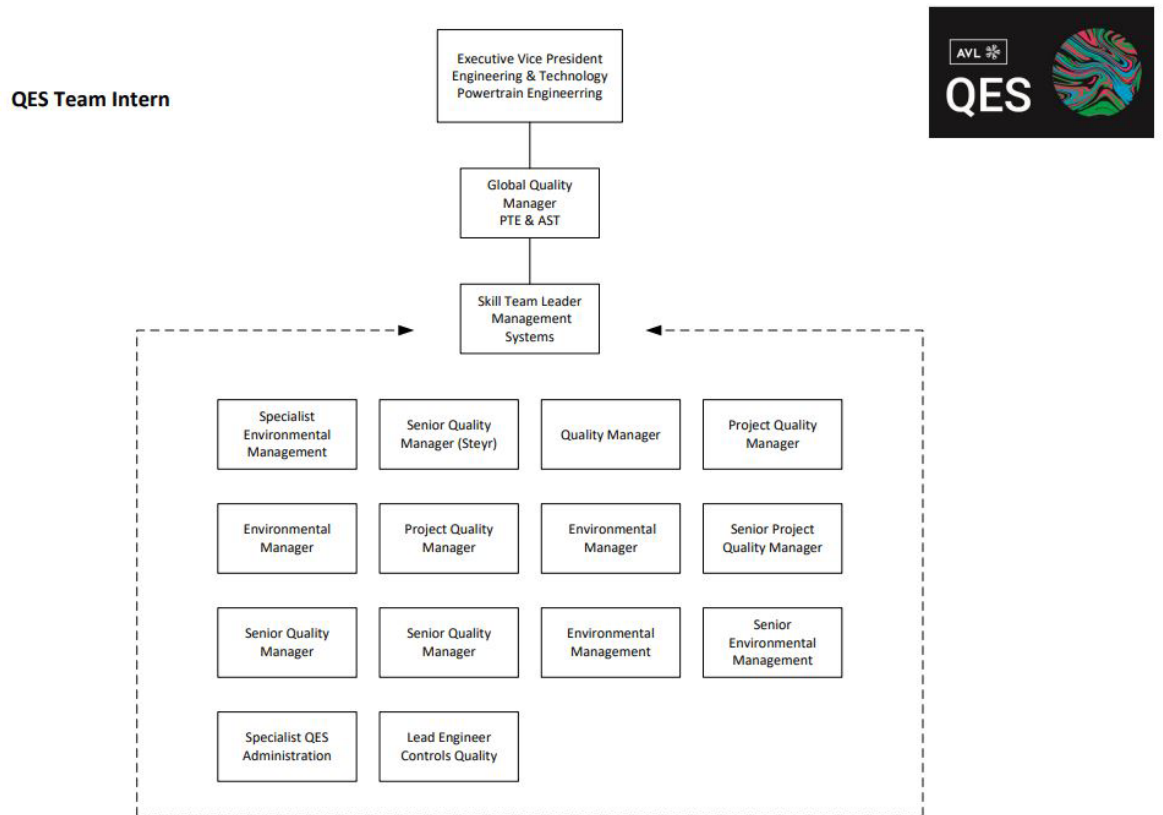 QES Team Intern
Executive Vice President
Engineering & Technology
Powertrain Engineerring
AVL
QES
Global Quality
Manager
PTE & AST
Skill Team Leader
Management
Systems
Specialist
Environmental
Management
Senior Quality
Manager (Steyr)
Quality Manager
Project Quality
Manager
Environmental
Manager
Project Quality
Manager
Environmental
Manager
Senior Project
Quality Manager
Senior Quality
Manager
Senior Quality
Manager
Environmental
Management
Senior
Environmental
Management
Specialist QES
Administration
Lead Engineer
Controls Quality